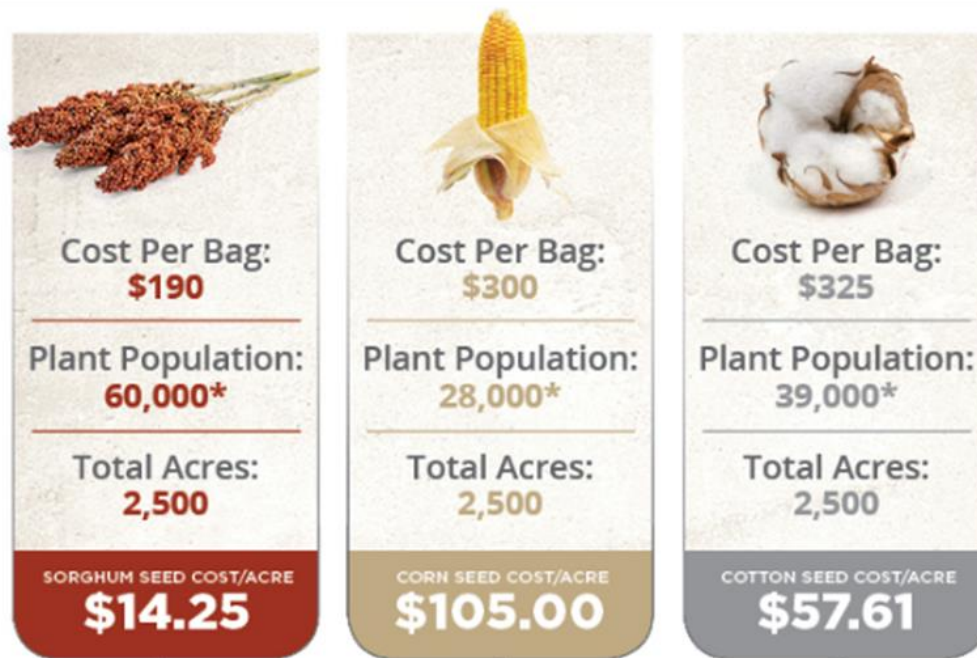 Cost Per Bag:
$190
Plant Population:
60,000*
Total Acres:
2,500
SORGHUM SEED COST/ACRE
$14.25
Cost Per Bag:
$300
Plant Population:
28,000*
Total Acres:
2,500
CORN SEED COST/ACRE
$105.00
Cost Per Bag:
$325
Plant Population:
39,000*
Total Acres:
2,500
COTTON SEED COST/ACRE
$57.61